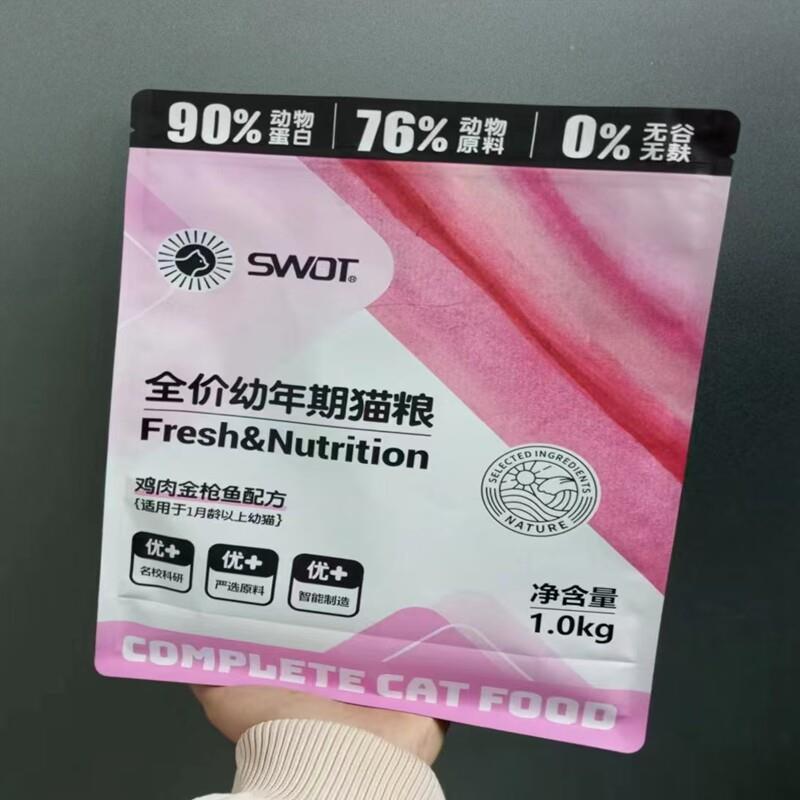 90% 动物蛋白
76% 动物原料
0% 无谷无麸
SWOT®
全价幼年期猫粮
Fresh&Nutrition
鸡肉金枪鱼配方
{适用于1月龄以上幼猫}
SELECTED INGREDIENTS
NATURE
优+
名校科研
优+
严选原料
优+
智能制造
净含量
1.0kg
COMPLETE CAT FOOD